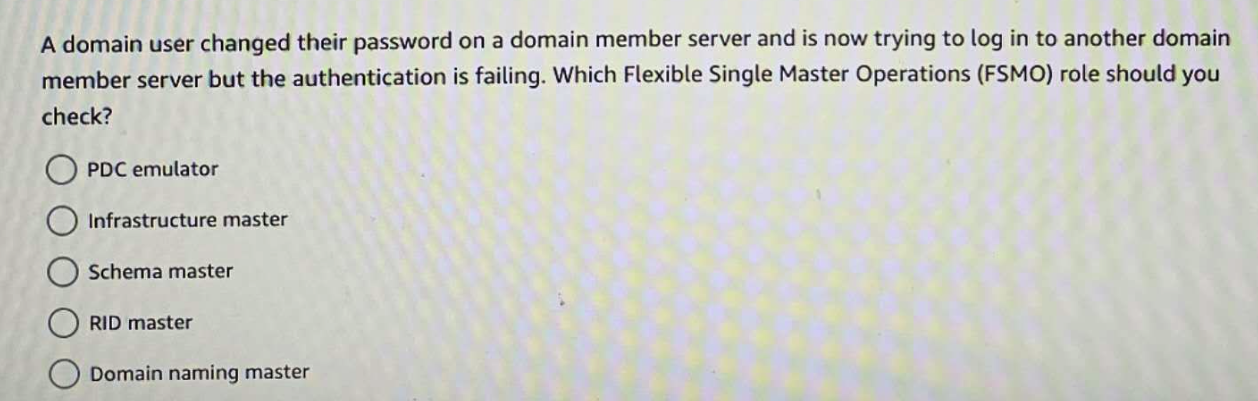 A domain user changed their password on a domain member server and is now trying to log in to another domain
member server but the authentication is failing. Which Flexible Single Master Operations (FSMO) role should you
check?
PDC emulator
Infrastructure master
Schema master
RID master
Domain naming master